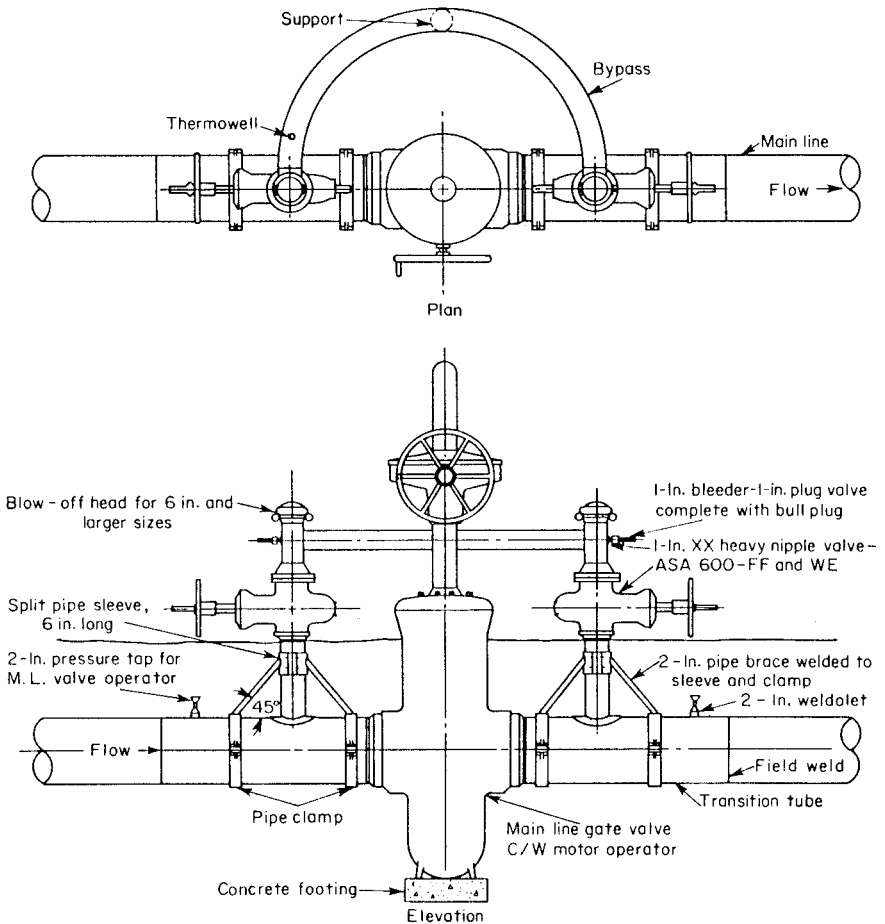 Support
Bypass
Thermowell
Main line
Flow
Plan
Blow-off head for 6 in. and
larger sizes
1-In. bleeder-1-in. plug valve
complete with bull plug
1-In. XX heavy nipple valve-
ASA 600-FF and WE
Split pipe sleeve,
6 in. long
2-In. pressure tap for
M.L. valve operator
45°
2-In. pipe brace welded to
sleeve and clamp
2-In. weldolet
Flow
Field weld
Transition tube
Pipe clamp
Main line gate valve
C/W motor operator
Concrete footing
Elevation